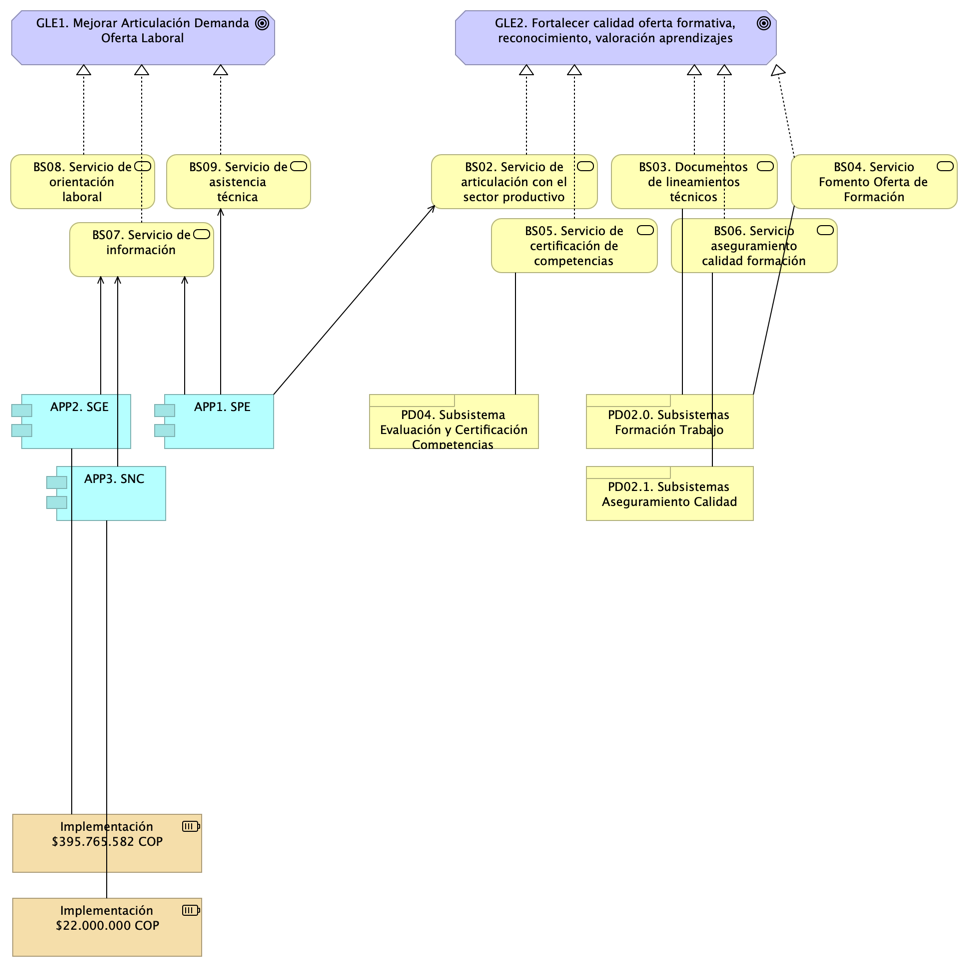 GLE1. Mejorar Articulación Demanda
Oferta Laboral
GLE2. Fortalecer calidad oferta formativa,
reconocimiento, valoración aprendizajes
BS08. Servicio de
orientación
laboral
BS09. Servicio de
asistencia
técnica
BS02. Servicio de
articulación con el
sector productivo
BS03. Documentos
de lineamientos
técnicos
BS04. Servicio
Fomento Oferta de
Formación
BS07. Servicio de
información
BS05. Servicio de
certificación de
competencias
BS06. Servicio
aseguramiento
calidad formación
APP2. SGE
APP1. SPE
PD04. Subsistema
Evaluación y Certificación
Competencias
PD02.0. Subsistemas
Formación Trabajo
APP3. SNC
PD02.1. Subsistemas
Aseguramiento Calidad
Implementación
$395.765.582 COP
Implementación
$22.000.000 COP